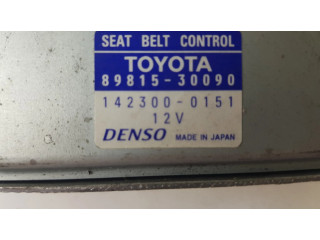 SEAT BELT CONTROL
TOYOTA
89815-30090
142300-0151
12V
DENSO MADE IN JAPAN